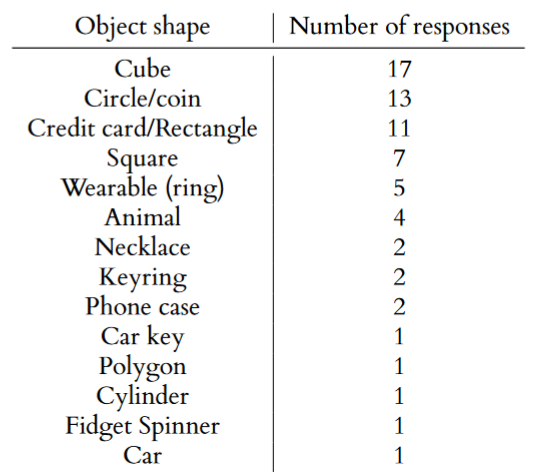 Object shape Number of responses
Cube 17
Circle/coin 13
Credit card/Rectangle 11
Square 7
Wearable (ring) 5
Animal 4
Necklace 2
Keyring 2
Phone case 2
Car key 1
Polygon 1
Cylinder 1
Fidget Spinner 1
Car 1